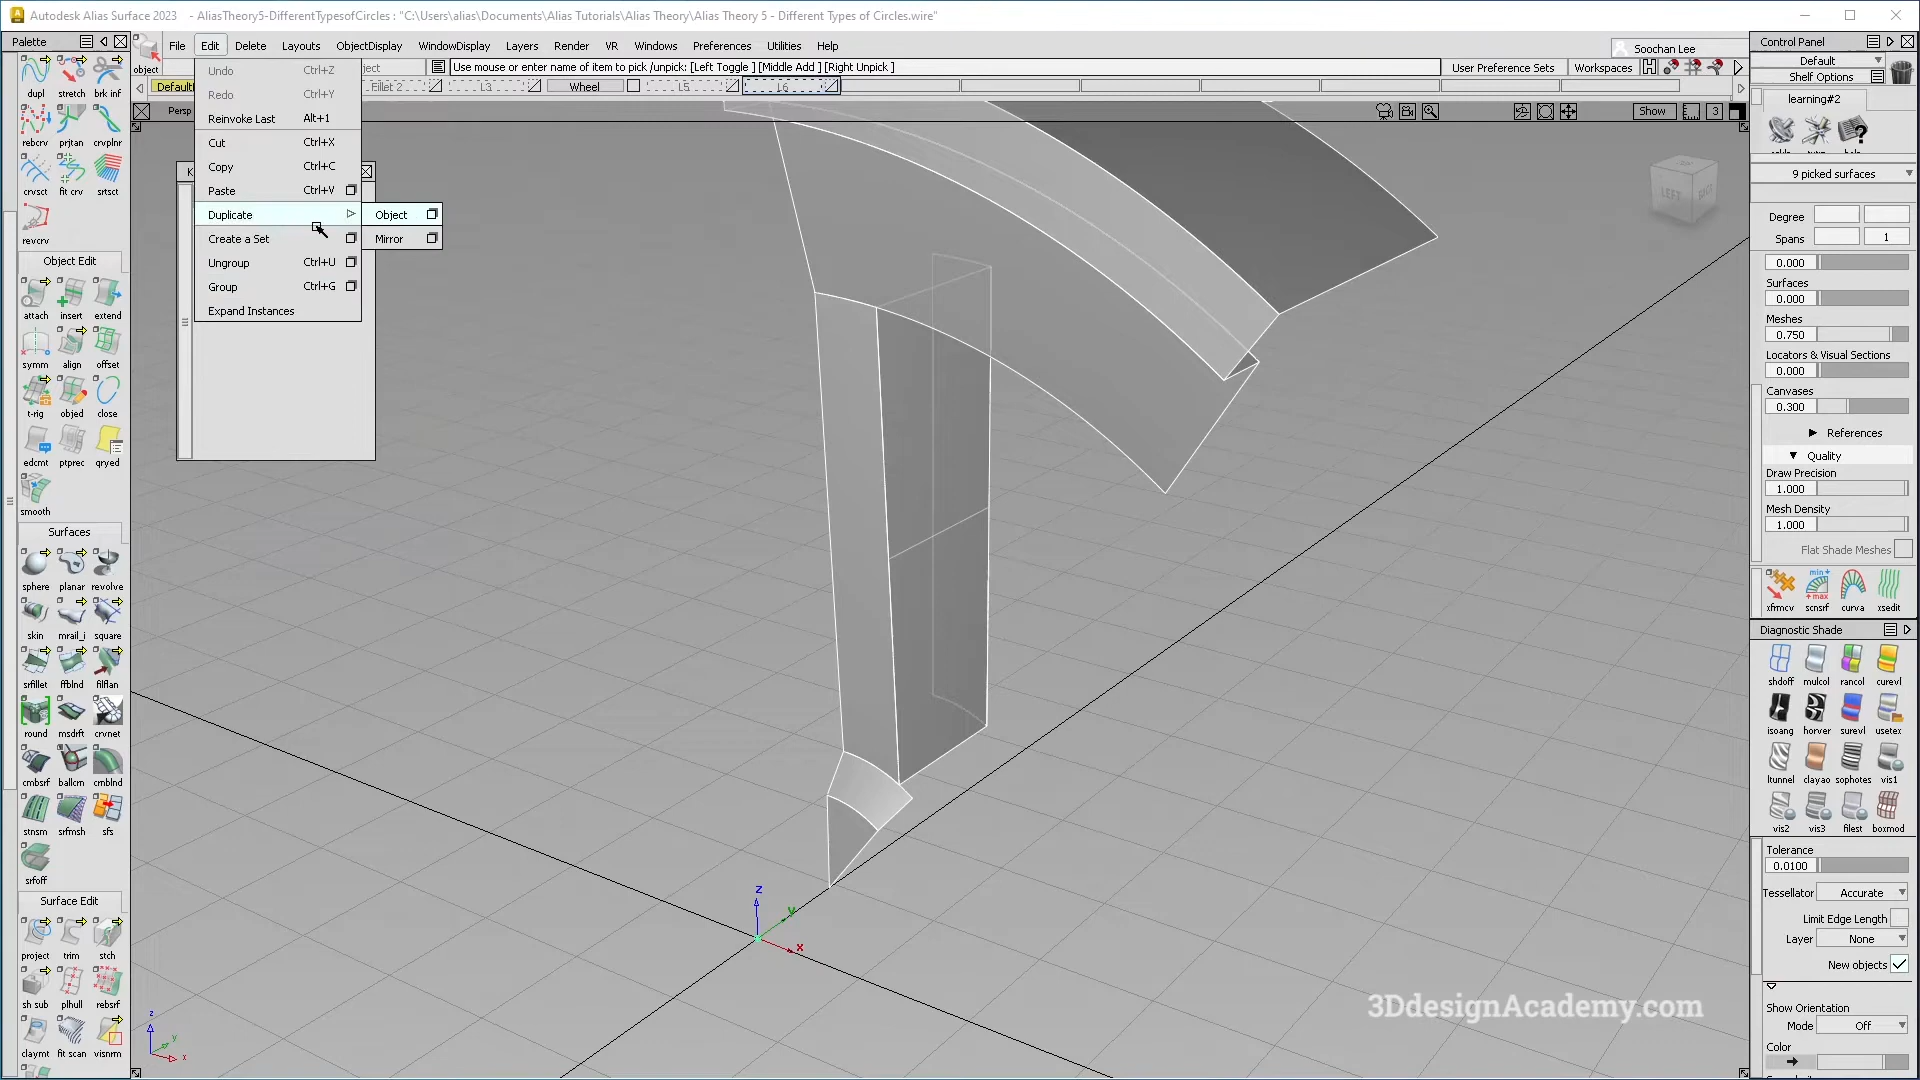 Autodesk Alias Surface 2023 - AliasTheory5-DifferentTypesofCircles : "C:\Users\alias\Documents\Alias Tutorials\Alias Theory\Alias Theory 5 - Different Types of Circles.wire"
Palette
object
File Edit Delete Layouts ObjectDisplay WindowDisplay Layers Render VR Windows Preferences Utilities Help
Soochan Lee
Use mouse or enter name of item to pick /unpick: [Left Toggle ] [Middle Add ] [Right Unpick ]
User Preference Sets Workspaces
Fillet 2 L3 Wheel L5 L6
Persp
Show 3
Undo Ctrl+Z
Redo Ctrl+Y
Reinvoke Last Alt+1
Cut Ctrl+X
Copy Ctrl+C
Paste Ctrl+V
Duplicate
Create a Set
Ungroup Ctrl+U
Group Ctrl+G
Expand Instances
Object
Mirror
dupl stretch brk inf
rebcrv prjtan crvplnr
crvsct fit crv srtsct
revcrv
Object Edit
attach insert extend
symm align offset
t-rig objed close
edcmt ptprec qryed
smooth
Surfaces
sphere planar revolve
skin mrail_i square
srfillet ffblnd filflan
round msdrft crvnet
cmbsrf ballcrn crnblnd
stnsm srfmsh sfs
srfoff
Surface Edit
project trim stch
sh sub plhull rebsrf
claymt fit scan visnrm
LEFT
z
y
x
z
y
x
3DdesignAcademy.com
Control Panel
Default
Shelf Options
learning#2
9 picked surfaces
Degree
Spans 1
0.000
Surfaces
0.000
Meshes
0.750
Locators & Visual Sections
0.000
Canvases
0.300
References
Quality
Draw Precision
1.000
Mesh Density
1.000
Flat Shade Meshes
xfrmcv scnsrf curva xsedit
Diagnostic Shade
shdoff mulcol rancol curevl
isoang horver surevl usetex
ltunnel clayao sophotes vis1
vis2 vis3 filest boxmod
Tolerance
0.0100
Tessellator Accurate
Limit Edge Length
Layer None
New objects
Show Orientation
Mode Off
Color